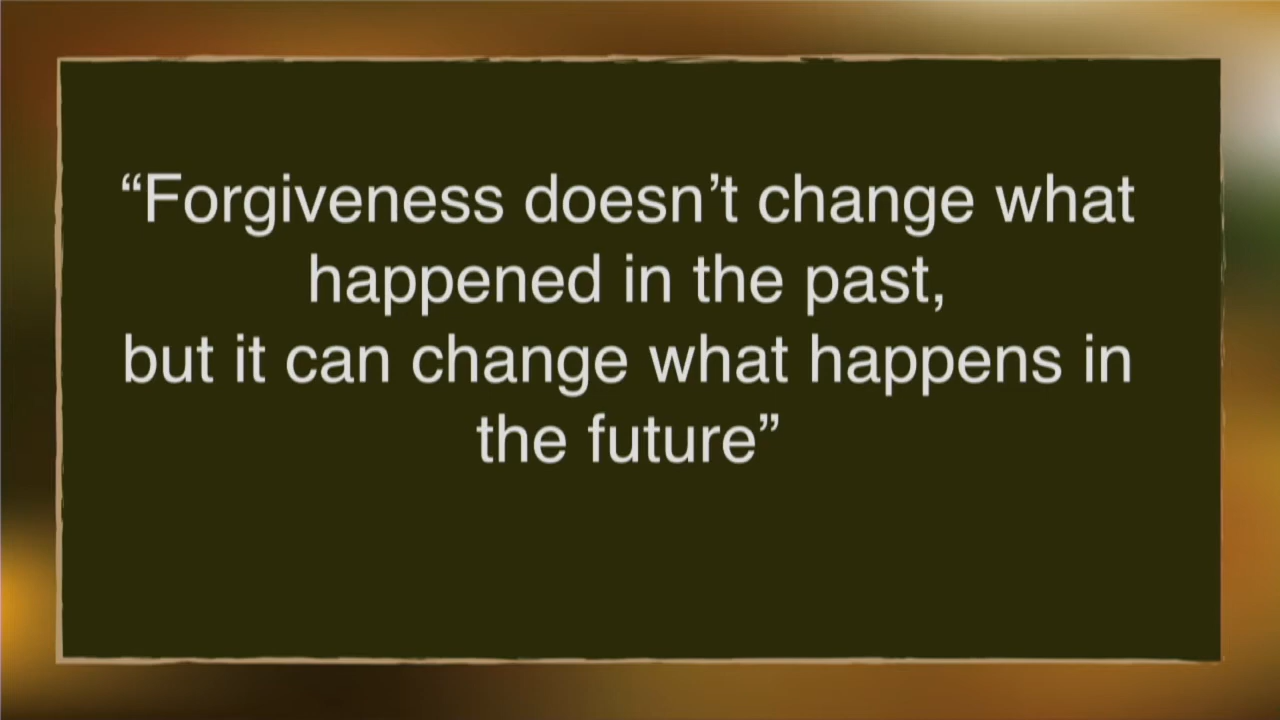 “Forgiveness doesn’t change what
happened in the past,
but it can change what happens in
the future”